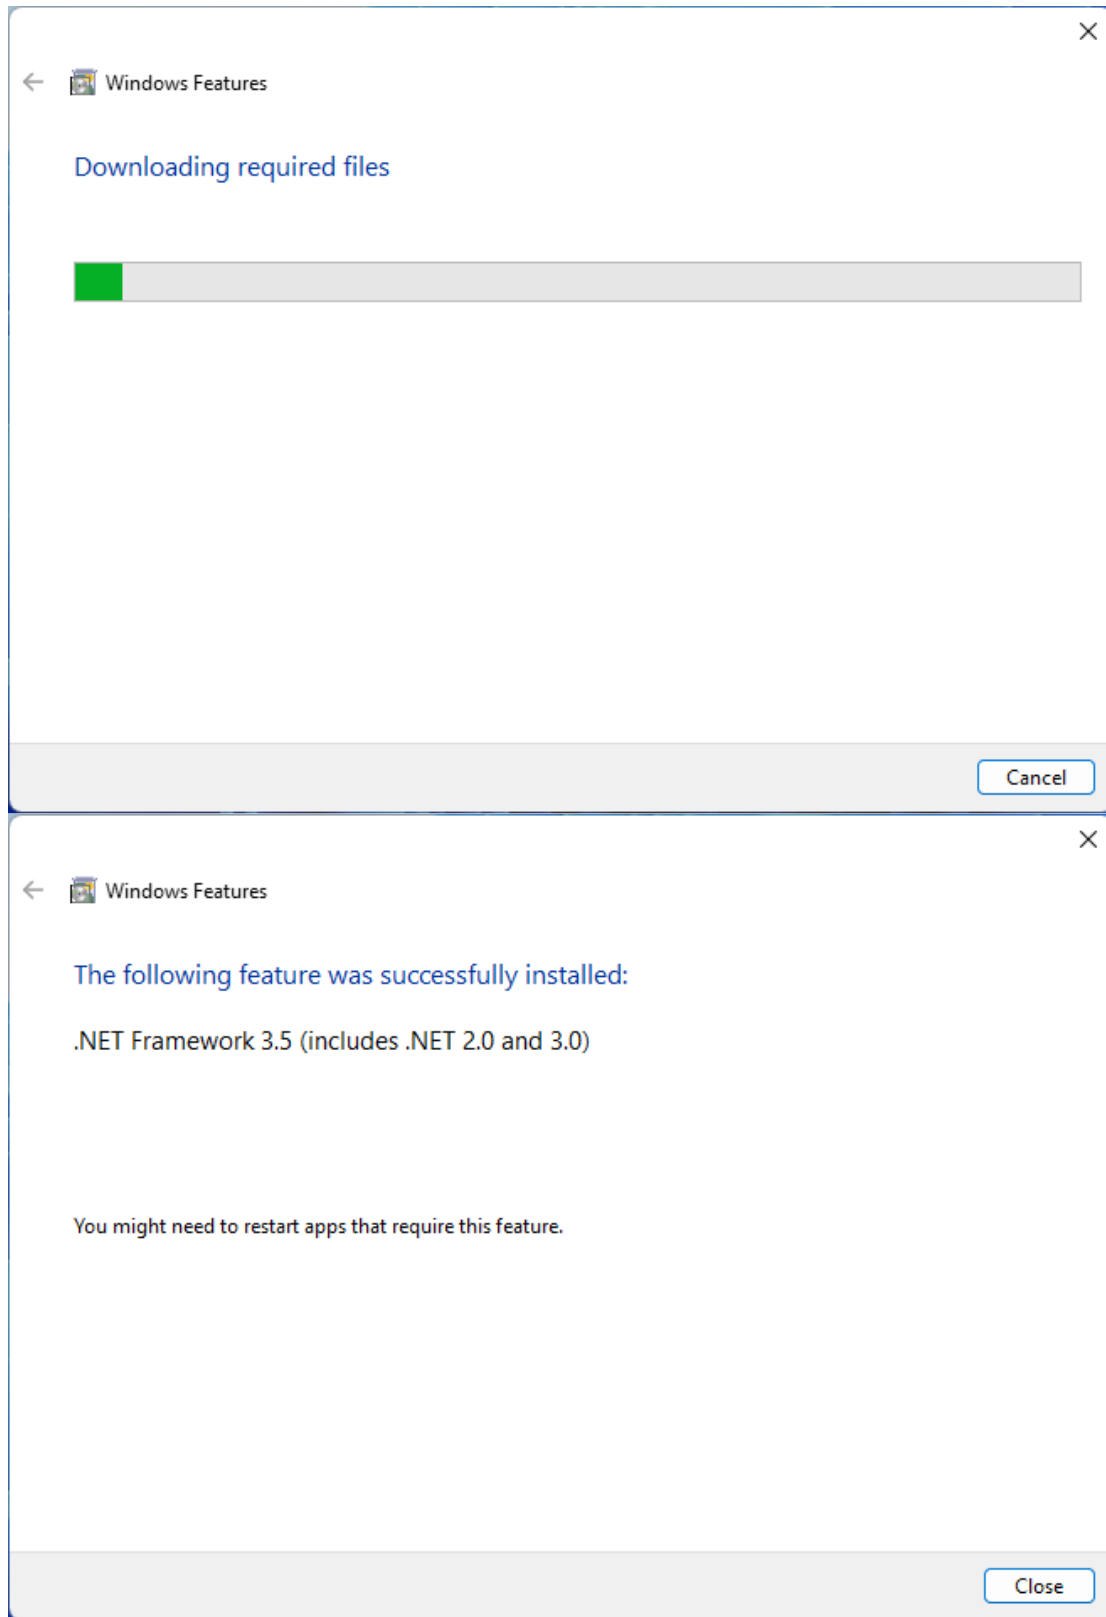 Windows Features
Downloading required files
Cancel
Windows Features
The following feature was successfully installed:
.NET Framework 3.5 (includes .NET 2.0 and 3.0)
You might need to restart apps that require this feature.
Close